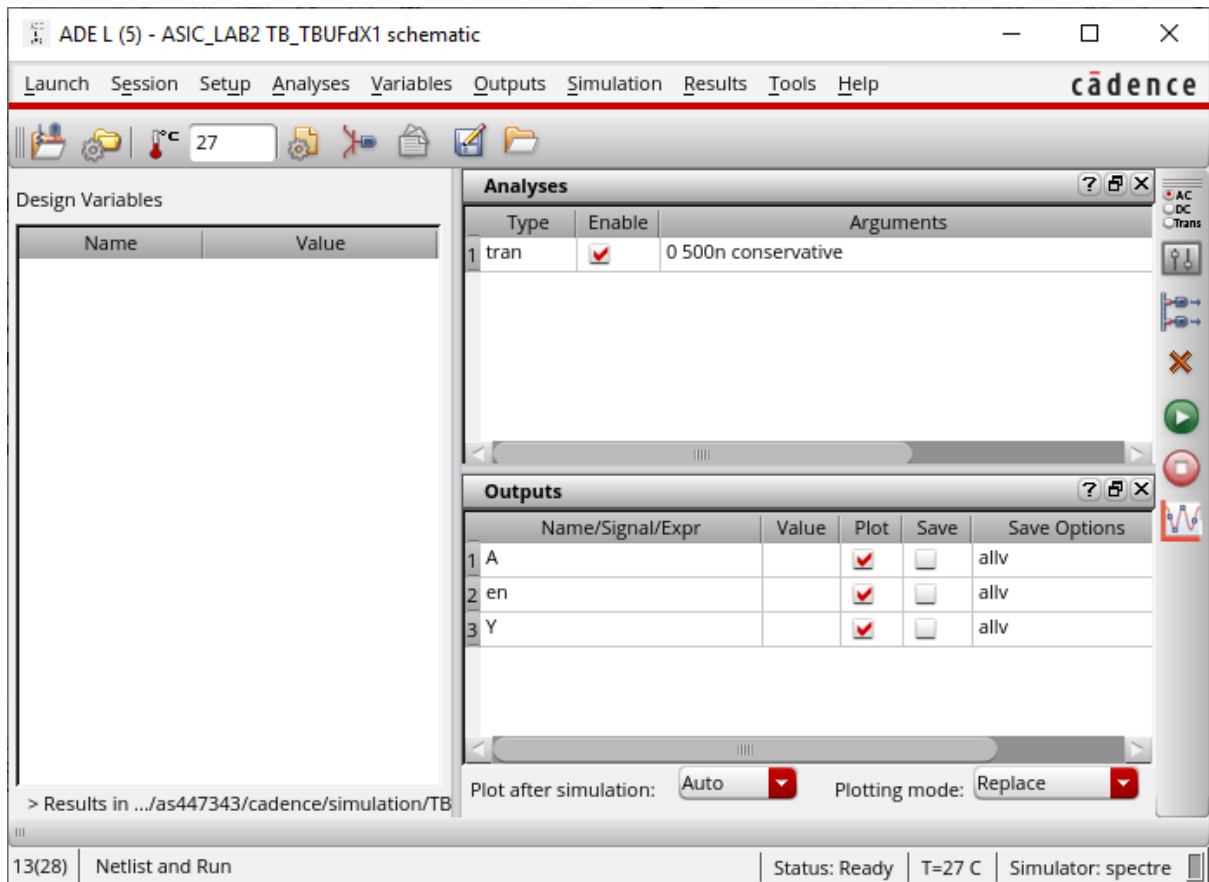 ADE L (5) - ASIC_LAB2 TB_TBUFdX1 schematic
Launch Session Setup Analyses Variables Outputs Simulation Results Tools Help cādence
°C 27
Design Variables
Name Value
> Results in .../as447343/cadence/simulation/TB
Analyses
Type Enable Arguments
1 tran 0 500n conservative
Outputs
Name/Signal/Expr Value Plot Save Save Options
1 A allv
2 en allv
3 Y allv
Plot after simulation: Auto Plotting mode: Replace
AC
DC
Trans
13(28) Netlist and Run Status: Ready T=27 C Simulator: spectre